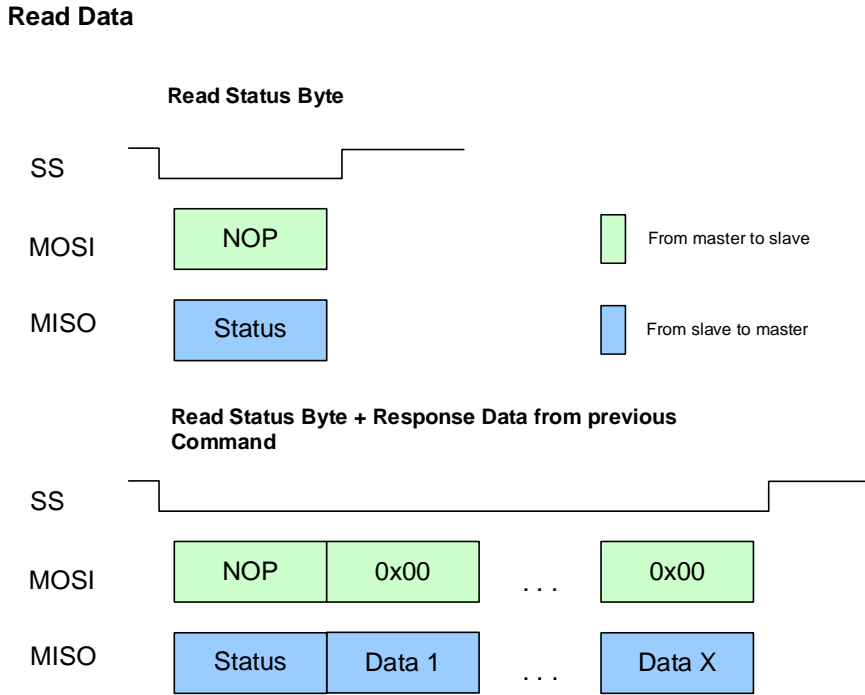 Read Data
Read Status Byte
SS
MOSI
NOP
From master to slave
MISO
Status
From slave to master
Read Status Byte + Response Data from previous
Command
SS
MOSI
NOP 0x00 . . . 0x00
MISO
Status Data 1 . . . Data X